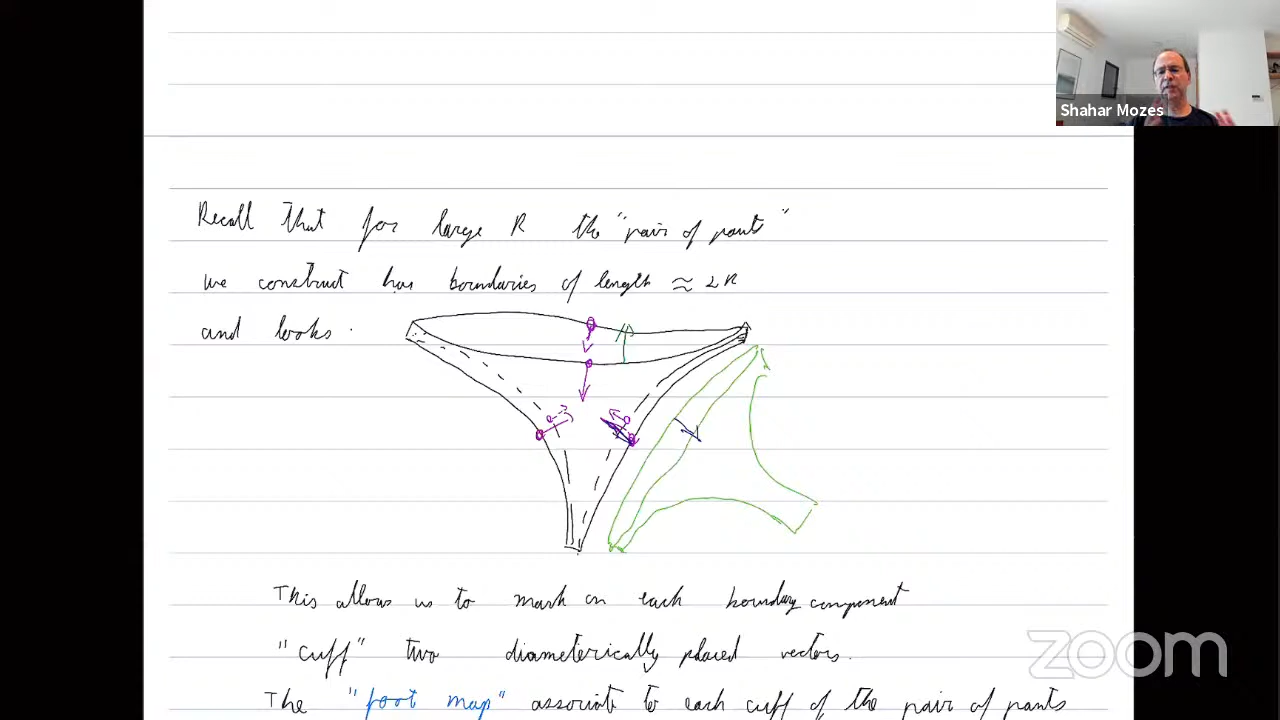 Shahar Mozes
Recall that for large R the "pair of pants"
we construct has boundaries of length ≈ 2R
and looks.
This allows us to mark on each boundary component
"cuff" two diameterically placed vectors.
The "foot map" associate to each cuff of the pair of pants
zoom